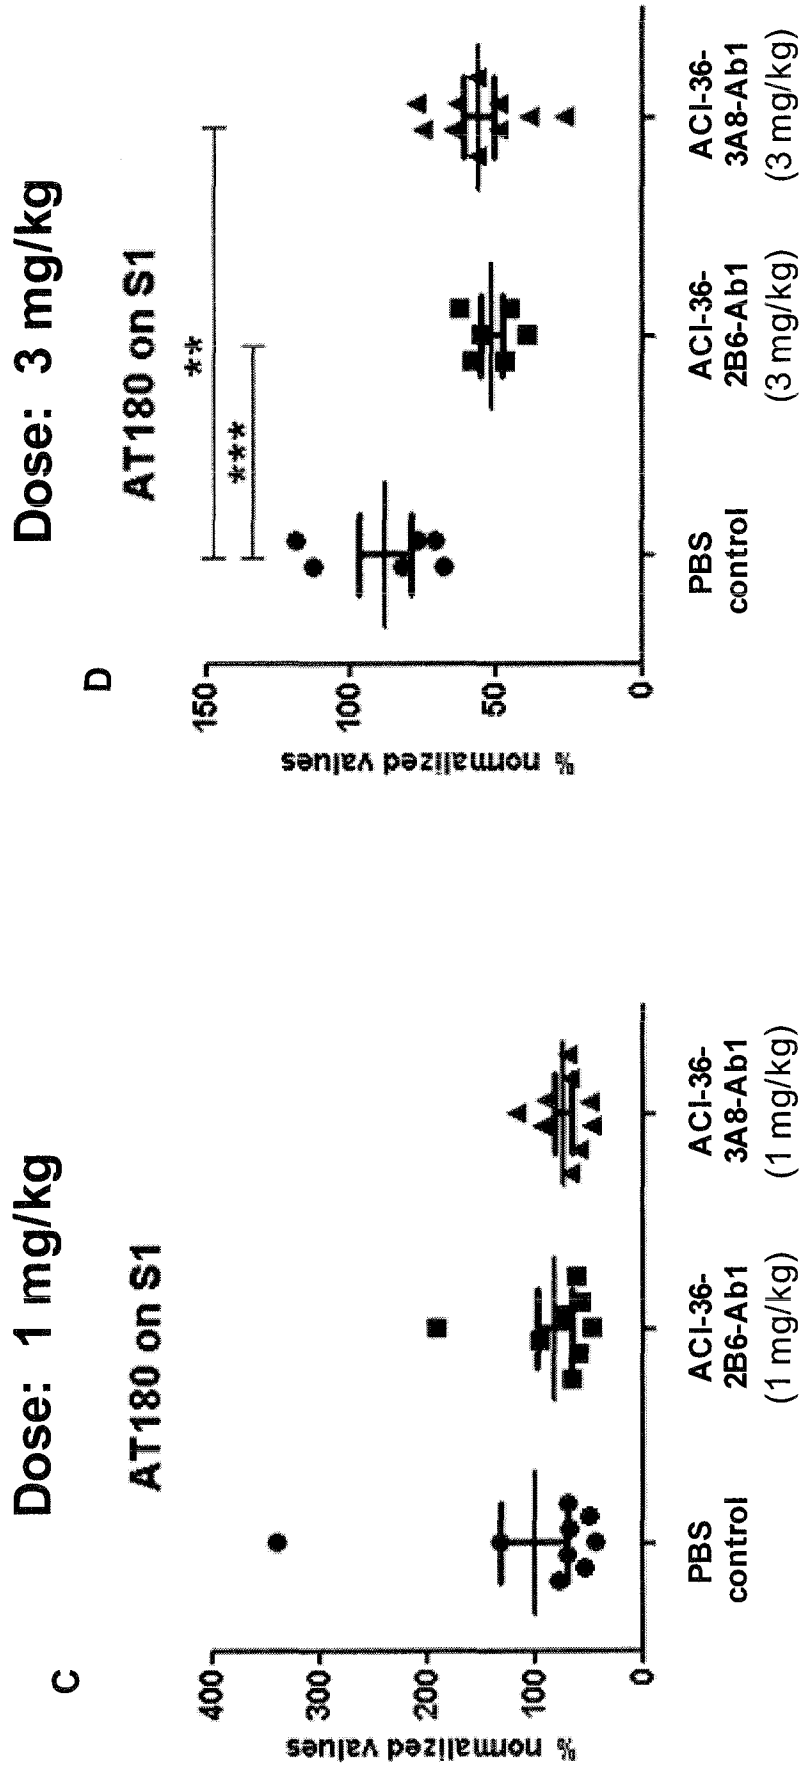 Dose: 1 mg/kg
C
AT180 on S1
% normalized values
400
300
200
100
0
PBS
control
ACI-36-
2B6-Ab1
(1 mg/kg)
ACI-36-
3A8-Ab1
(1 mg/kg)
Dose: 3 mg/kg
D
AT180 on S1
**
***
% normalized values
150
100
50
0
PBS
control
ACI-36-
2B6-Ab1
(3 mg/kg)
ACI-36-
3A8-Ab1
(3 mg/kg)